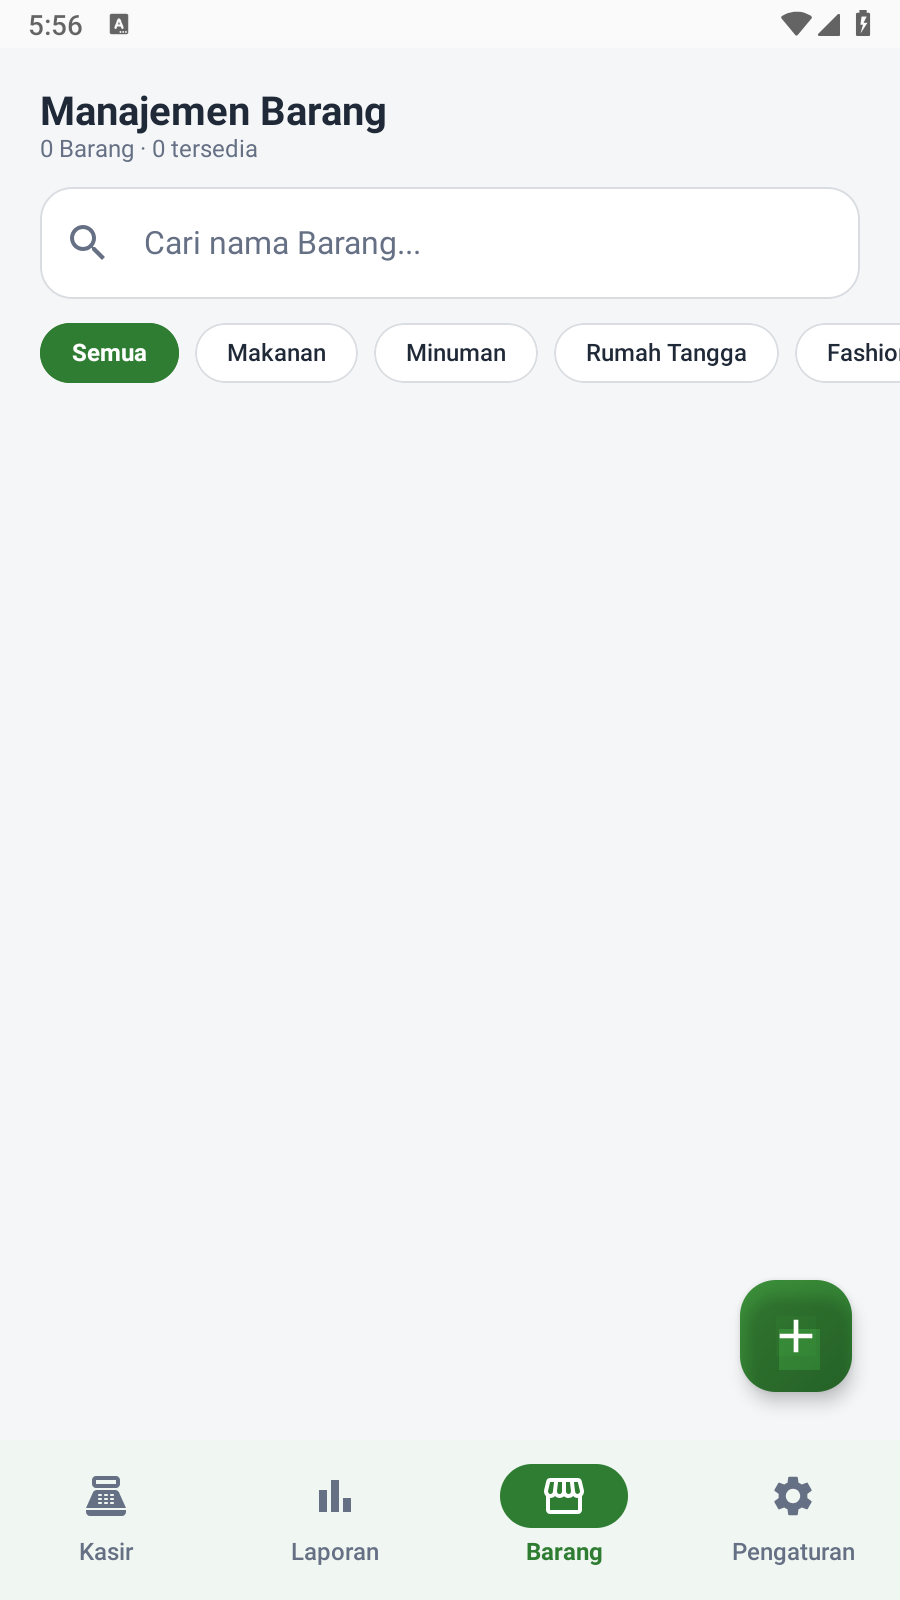 5:56
Manajemen Barang
0 Barang · 0 tersedia
Cari nama Barang...
Semua
Makanan
Minuman
Rumah Tangga
Fashion
Kasir
Laporan
Barang
Pengaturan